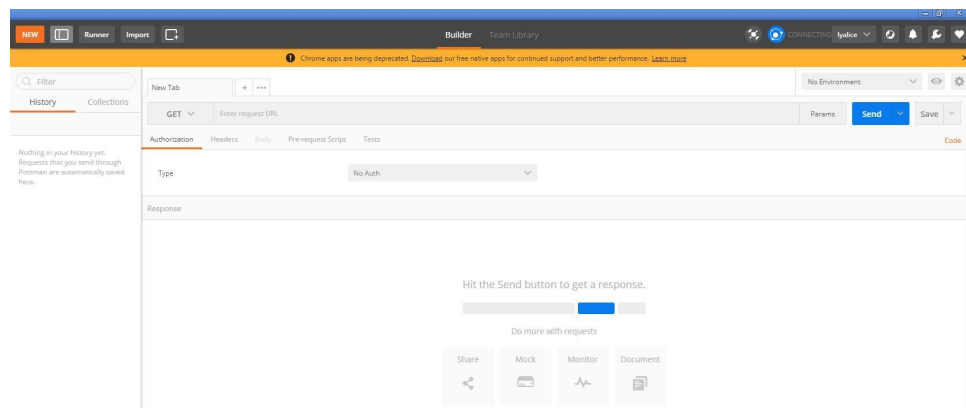 NEW Runner Import Builder Team Library CONNECTING lyalice
Chrome apps are being deprecated. Download our free native apps for continued support and better performance. Learn more
Filter
History Collections
Nothing in your history yet.
Requests that you send through
Postman are automatically saved
here.
New Tab + ••• No Environment
GET Enter request URL Params Send Save
Authorization Headers Body Pre-request Script Tests Code
Type No Auth
Response
Hit the Send button to get a response.
Do more with requests
Share Mock Monitor Document